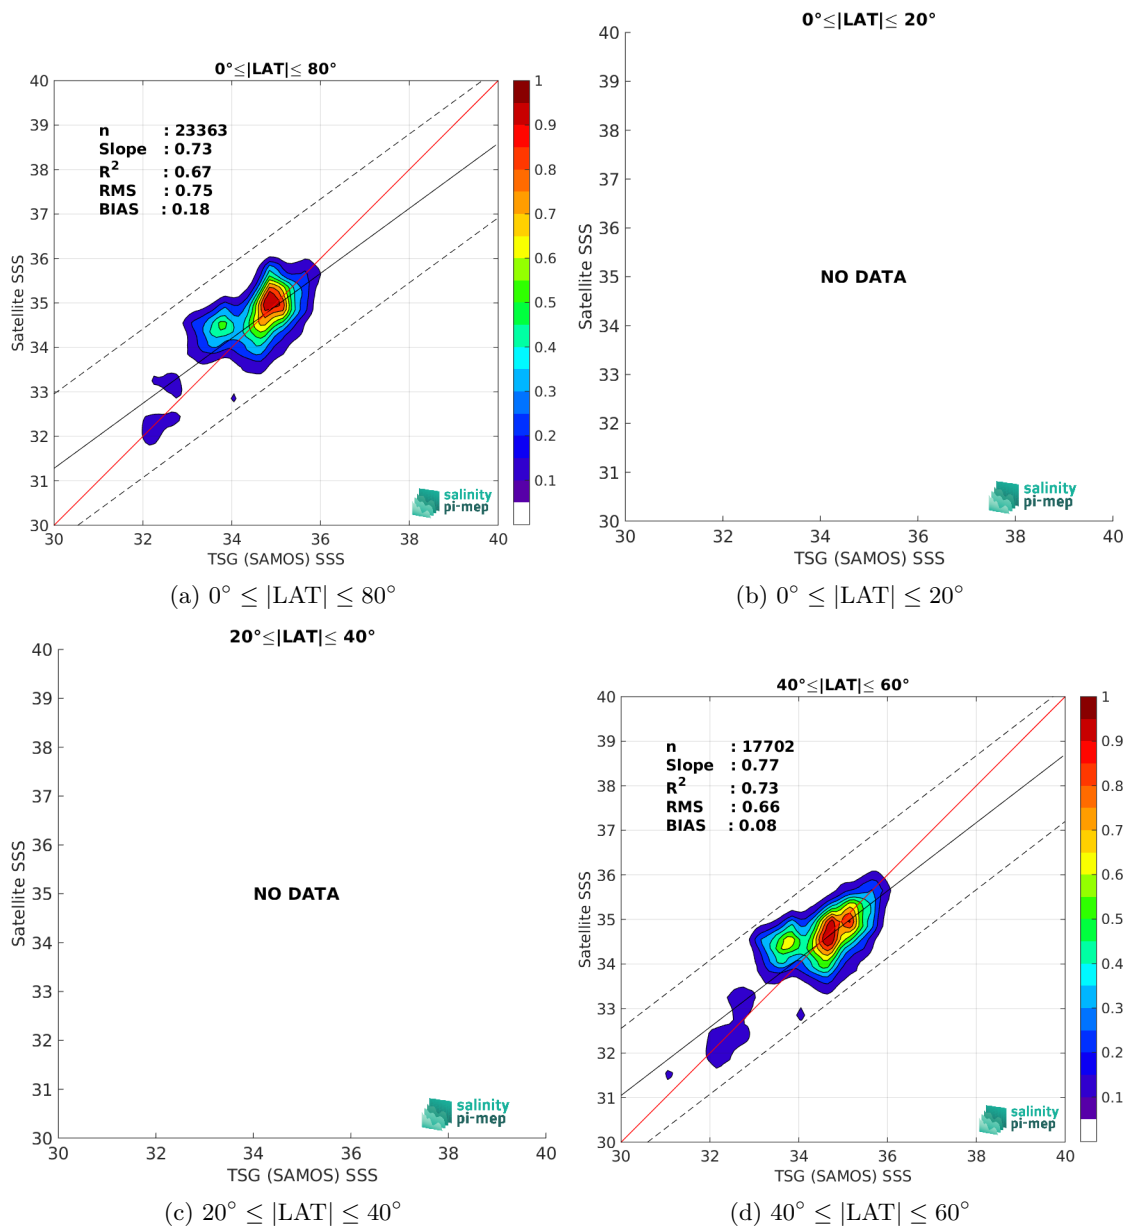 0°≤|LAT|≤ 80°
40
39
38
37
36
35
34
33
32
31
30
Satellite SSS
n : 23363
Slope : 0.73
R2 : 0.67
RMS : 0.75
BIAS : 0.18
1
0.9
0.8
0.7
0.6
0.5
0.4
0.3
0.2
0.1
salinity
pi-mep
30 32 34 36 38 40
TSG (SAMOS) SSS
(a) 0° ≤ |LAT| ≤ 80°
0°≤|LAT|≤ 20°
40
39
38
37
36
35
34
33
32
31
30
Satellite SSS
NO DATA
salinity
pi-mep
30 32 34 36 38 40
TSG (SAMOS) SSS
(b) 0° ≤ |LAT| ≤ 20°
20°≤|LAT|≤ 40°
40
39
38
37
36
35
34
33
32
31
30
Satellite SSS
NO DATA
salinity
pi-mep
30 32 34 36 38 40
TSG (SAMOS) SSS
(c) 20° ≤ |LAT| ≤ 40°
40°≤|LAT|≤ 60°
40
39
38
37
36
35
34
33
32
31
30
Satellite SSS
n : 17702
Slope : 0.77
R2 : 0.73
RMS : 0.66
BIAS : 0.08
1
0.9
0.8
0.7
0.6
0.5
0.4
0.3
0.2
0.1
salinity
pi-mep
30 32 34 36 38 40
TSG (SAMOS) SSS
(d) 40° ≤ |LAT| ≤ 60°